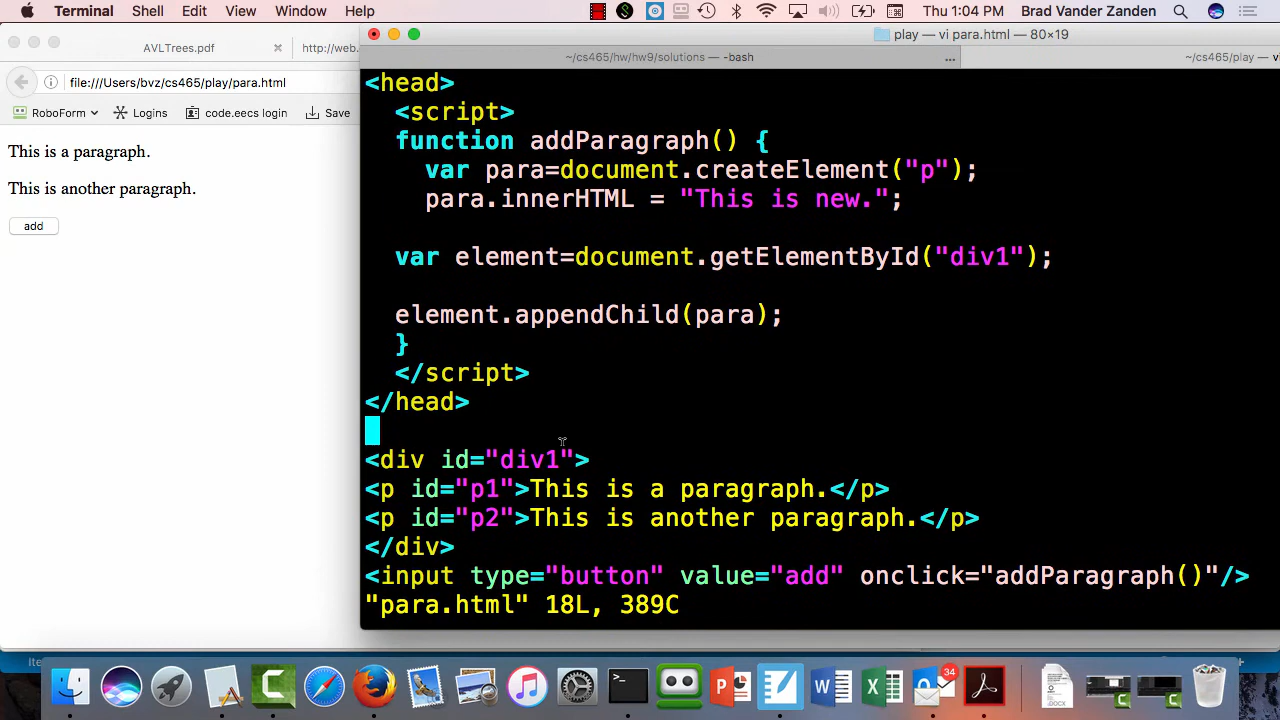 Terminal Shell Edit View Window Help Thu 1:04 PM Brad Vander Zanden
AVLTrees.pdf × http://web.
file:///Users/bvz/cs465/play/para.html
RoboForm Logins code.eecs login Save
This is a paragraph.
This is another paragraph.
add
play — vi para.html — 80×19
~/cs465/hw/hw9/solutions — -bash ... ~/cs465/play — vi
<head>
<script>
function addParagraph() {
var para=document.createElement("p");
para.innerHTML = "This is new.";
var element=document.getElementById("div1");
element.appendChild(para);
}
</script>
</head>
<div id="div1">
<p id="p1">This is a paragraph.</p>
<p id="p2">This is another paragraph.</p>
</div>
<input type="button" value="add" onclick="addParagraph()"/>
"para.html" 18L, 389C
34